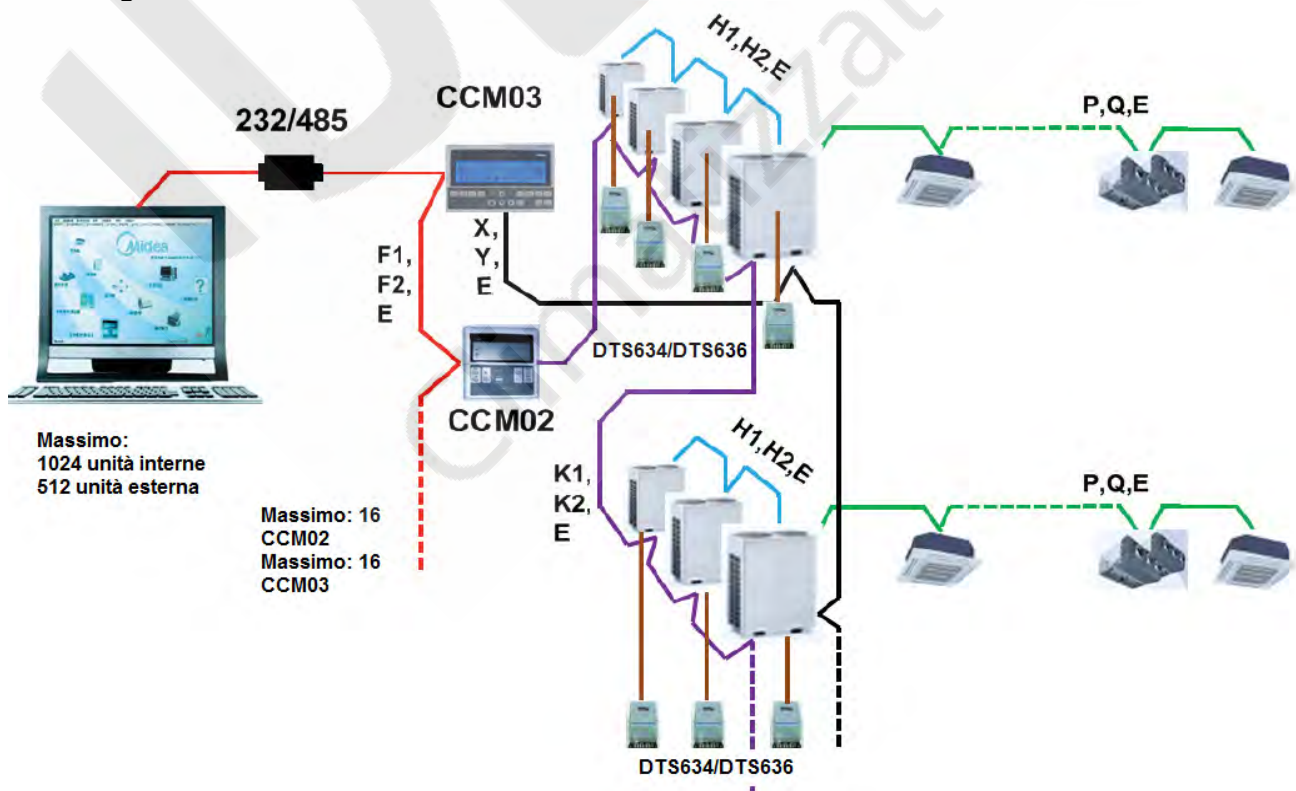 H1,H2,E
CCM03
P,Q,E
232/485
Midea
X,
Y,
E
F1,
F2,
E
DTS634/DTS636
CCM02
Massimo:
1024 unità interne
512 unità esterna
H1,H2,E
K1,
K2,
E
P,Q,E
Massimo: 16
CCM02
Massimo: 16
CCM03
DTS634/DTS636